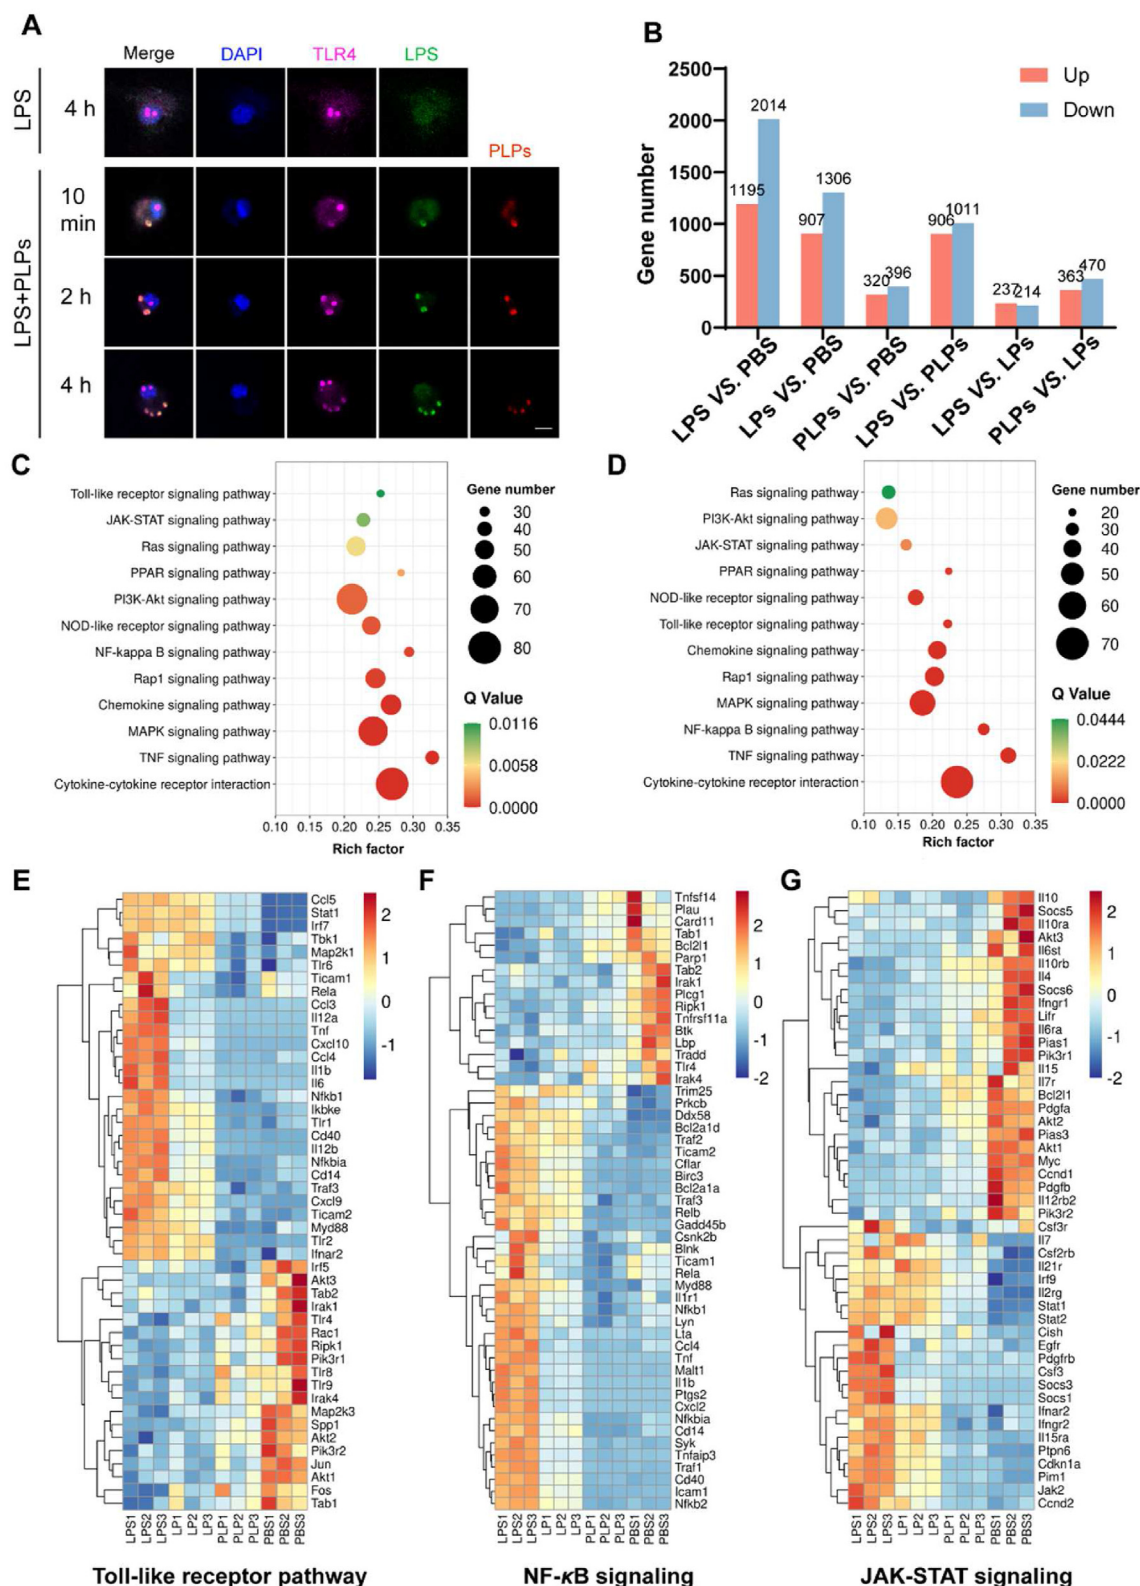 A
Merge DAPI TLR4 LPS
LPS
4 h
PLPs
LPS+PLPs
10
min
2 h
4 h
B
Gene number
2500
2000
1500
1000
500
0
Up
Down
1195 2014
907 1306
320 396
906 1011
237 214
363 470
LPS VS. PBS
LPs VS. PBS
PLPs VS. PBS
LPS VS. PLPs
LPS VS. LPs
PLPs VS. LPs
C
Toll-like receptor signaling pathway
JAK-STAT signaling pathway
Ras signaling pathway
PPAR signaling pathway
PI3K-Akt signaling pathway
NOD-like receptor signaling pathway
NF-kappa B signaling pathway
Rap1 signaling pathway
Chemokine signaling pathway
MAPK signaling pathway
TNF signaling pathway
Cytokine-cytokine receptor interaction
0.10 0.15 0.20 0.25 0.30 0.35
Rich factor
Gene number
30
40
50
60
70
80
Q Value
0.0116
0.0058
0.0000
D
Ras signaling pathway
PI3K-Akt signaling pathway
JAK-STAT signaling pathway
PPAR signaling pathway
NOD-like receptor signaling pathway
Toll-like receptor signaling pathway
Chemokine signaling pathway
Rap1 signaling pathway
MAPK signaling pathway
NF-kappa B signaling pathway
TNF signaling pathway
Cytokine-cytokine receptor interaction
0.10 0.15 0.20 0.25 0.30 0.35
Rich factor
Gene number
20
30
40
50
60
70
Q Value
0.0444
0.0222
0.0000
E
Ccl5
Stat1
Irf7
Tbk1
Map2k1
Tlr6
Ticam1
Rela
Ccl3
Il12a
Tnf
Cxcl10
Ccl4
Il1b
Il6
Nfkb1
Ikbke
Tlr1
Cd40
Il12b
Nfkbia
Cd14
Traf3
Cxcl9
Ticam2
Myd88
Tlr2
Ifnar2
Irf5
Akt3
Tab2
Irak1
Tlr4
Rac1
Ripk1
Pik3r1
Tlr8
Tlr9
Irak4
Map2k3
Spp1
Akt2
Pik3r2
Jun
Akt1
Fos
Tab1
2
1
0
-1
LPS1 LPS2 LPS3 LP1 LP2 LP3 PLP1 PLP2 PLP3 PBS1 PBS2 PBS3
Toll-like receptor pathway
F
Tnfsf14
Plau
Card11
Tab1
Bcl2l1
Parp1
Tab2
Irak1
Plcg1
Ripk1
Tnfrsf11a
Btk
Lbp
Tradd
Tlr4
Irak4
Trim25
Prkcb
Ddx58
Bcl2a1d
Traf2
Ticam2
Cflar
Birc3
Bcl2a1a
Traf3
Relb
Gadd45b
Csnk2b
Blnk
Ticam1
Rela
Myd88
Il1r1
Nfkb1
Lyn
Lta
Ccl4
Tnf
Malt1
Il1b
Ptgs2
Cxcl2
Nfkbia
Cd14
Syk
Tnfaip3
Traf1
Cd40
Icam1
Nfkb2
2
1
0
-1
-2
LPS1 LPS2 LPS3 LP1 LP2 LP3 PLP1 PLP2 PLP3 PBS1 PBS2 PBS3
NF-κB signaling
G
Il10
Socs5
Il10ra
Akt3
Il6st
Il10rb
Il4
Socs6
Ifngr1
Lifr
Il6ra
Pias1
Pik3r1
Il15
Il7r
Bcl2l1
Pdgfa
Akt2
Pias3
Akt1
Myc
Ccnd1
Pdgfb
Il12rb2
Pik3r2
Csf3r
Il7
Csf2rb
Il21r
Irf9
Il2rg
Stat1
Stat2
Cish
Egfr
Pdgfrb
Csf3
Socs3
Socs1
Ifnar2
Ifngr2
Il15ra
Ptpn6
Cdkn1a
Pim1
Jak2
Ccnd2
2
1
0
-1
-2
LPS1 LPS2 LPS3 LP1 LP2 LP3 PLP1 PLP2 PLP3 PBS1 PBS2 PBS3
JAK-STAT signaling